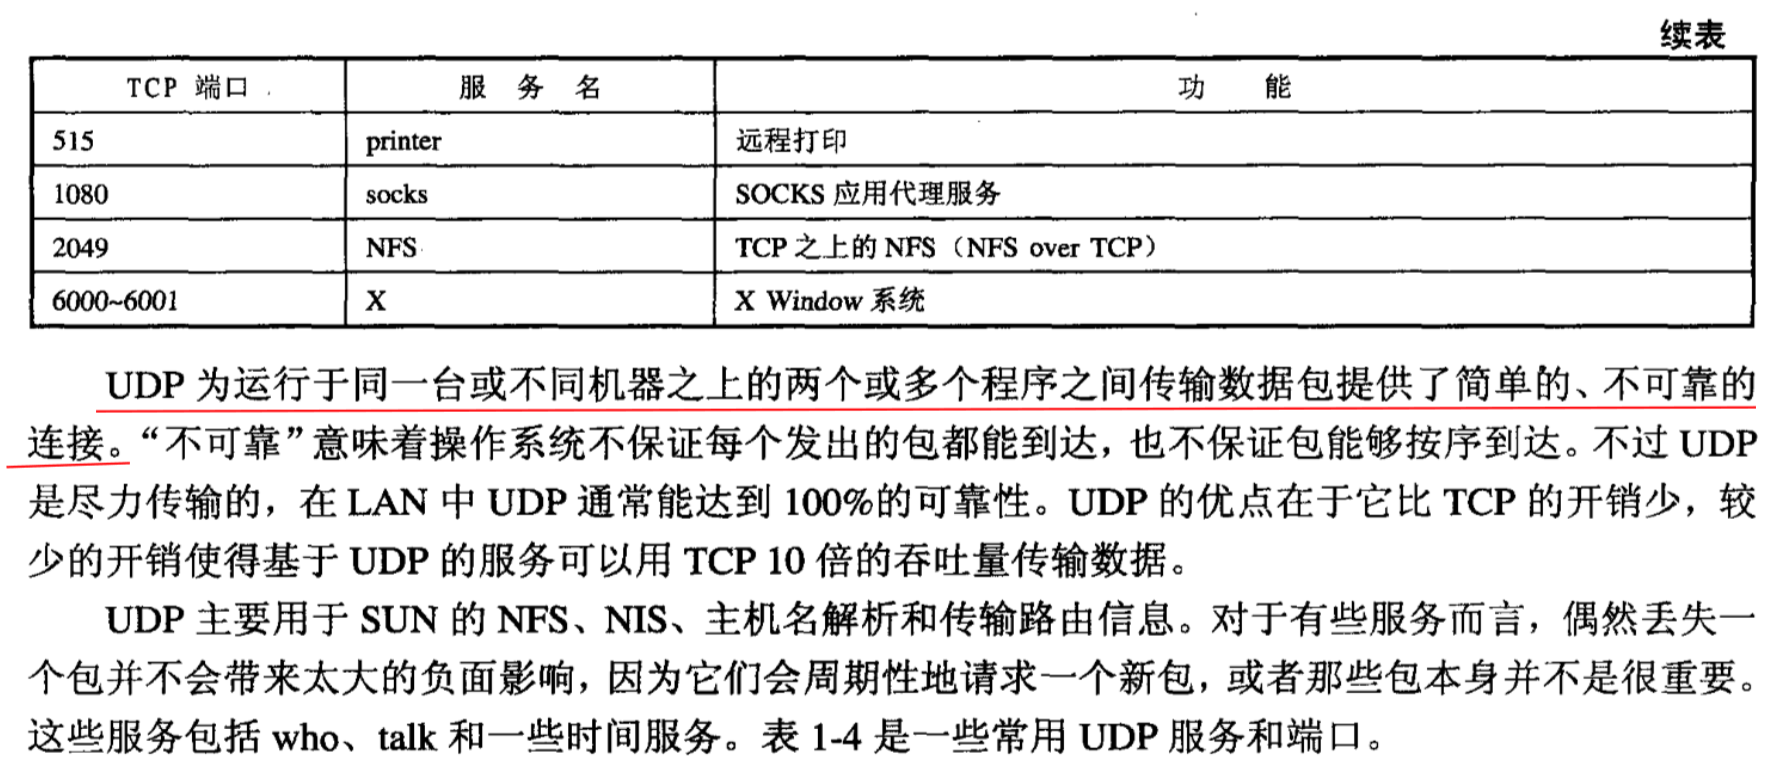 续表
TCP 端口 服 务 名 功 能
515 printer 远程打印
1080 socks SOCKS 应用代理服务
2049 NFS TCP 之上的 NFS（NFS over TCP）
6000~6001 X X Window 系统
UDP 为运行于同一台或不同机器之上的两个或多个程序之间传输数据包提供了简单的、不可靠的
连接。“不可靠”意味着操作系统不保证每个发出的包都能到达，也不保证包能够按序到达。不过 UDP
是尽力传输的，在 LAN 中 UDP 通常能达到 100%的可靠性。UDP 的优点在于它比 TCP 的开销少，较
少的开销使得基于 UDP 的服务可以用 TCP 10 倍的吞吐量传输数据。
UDP 主要用于 SUN 的 NFS、NIS、主机名解析和传输路由信息。对于有些服务而言，偶然丢失一
个包并不会带来太大的负面影响，因为它们会周期性地请求一个新包，或者那些包本身并不是很重要。
这些服务包括 who、talk 和一些时间服务。表 1-4 是一些常用 UDP 服务和端口。